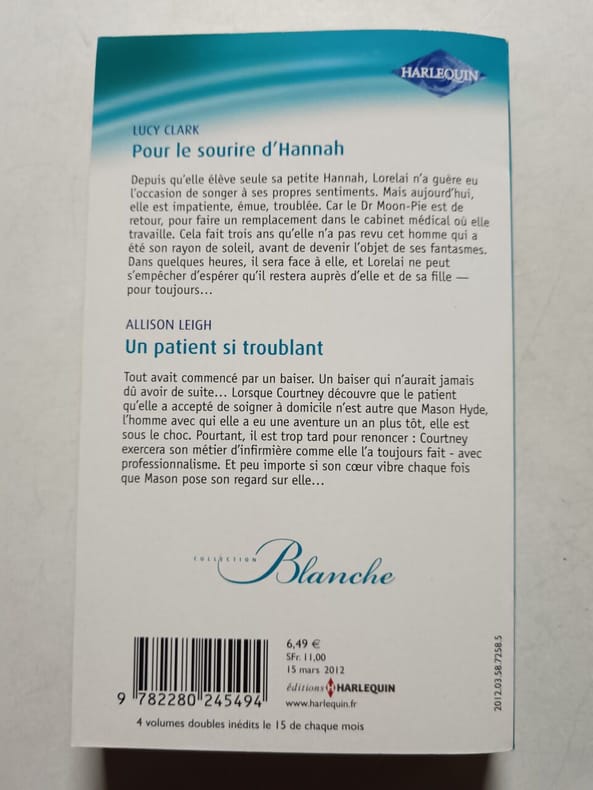 HARLEQUIN
LUCY CLARK
Pour le sourire d'Hannah
Depuis qu'elle élève seule sa petite Hannah, Lorelai n'a guère eu
l'occasion de songer à ses propres sentiments. Mais aujourd'hui,
elle est impatiente, émue, troublée. Car le Dr Moon-Pie est de
retour, pour faire un remplacement dans le cabinet médical où elle
travaille. Cela fait trois ans qu'elle n'a pas revu cet homme qui a
été son rayon de soleil, avant de devenir l'objet de ses fantasmes.
Dans quelques heures, il sera face à elle, et Lorelai ne peut
s'empêcher d'espérer qu'il restera auprès d'elle et de sa fille —
pour toujours...
ALLISON LEIGH
Un patient si troublant
Tout avait commencé par un baiser. Un baiser qui n'aurait jamais
dû avoir de suite... Lorsque Courtney découvre que le patient
qu'elle a accepté de soigner à domicile n'est autre que Mason Hyde,
l'homme avec qui elle a eu une aventure un an plus tôt, elle est
sous le choc. Pourtant, il est trop tard pour renoncer : Courtney
exercera son métier d'infirmière comme elle l'a toujours fait - avec
professionnalisme. Et peu importe si son cœur vibre chaque fois
que Mason pose son regard sur elle...
COLLECTION
Blanche
6,49 €
SFr. 11,00
15 mars 2012
éditions HARLEQUIN
www.harlequin.fr
9 782280 245494
4 volumes doubles inédits le 15 de chaque mois
2012.03.58.7258.5